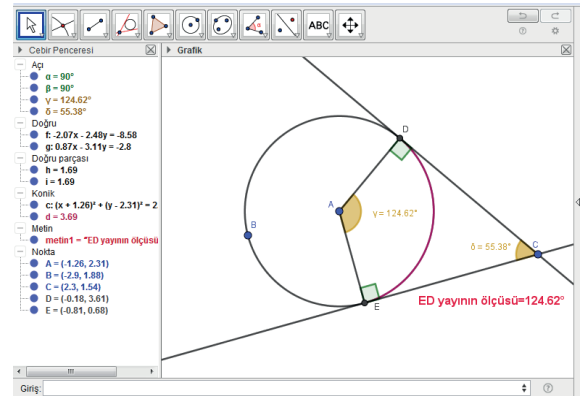 ABC
Cebir Penceresi
Grafik
Açı
α = 90°
β = 90°
γ = 124.62°
δ = 55.38°
Doğru
f: -2.07x - 2.48y = -8.58
g: 0.87x - 3.11y = -2.8
Doğru parçası
h = 1.69
i = 1.69
Konik
c: (x + 1.26)² + (y - 2.31)² = 2
d = 3.69
Metin
metin1 = "ED yayının ölçüsü
Nokta
A = (-1.26, 2.31)
B = (-2.9, 1.88)
C = (2.3, 1.54)
D = (-0.18, 3.61)
E = (-0.81, 0.68)
D
A
γ = 124.62°
B
δ = 55.38°
C
E
ED yayının ölçüsü=124.62°
Giriş: